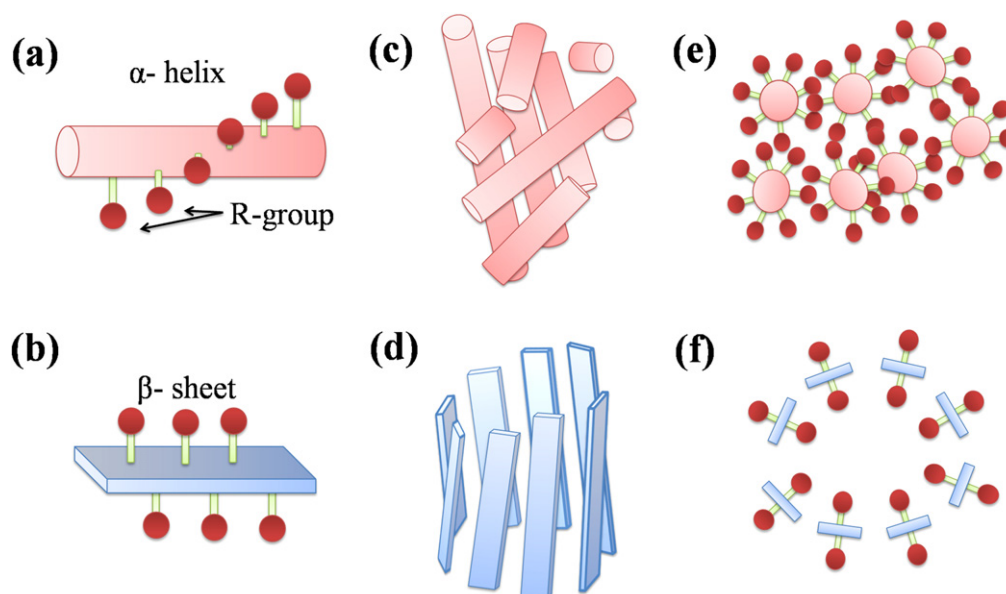 (a)
α- helix
R-group
(b)
β- sheet
(c)
(d)
(e)
(f)